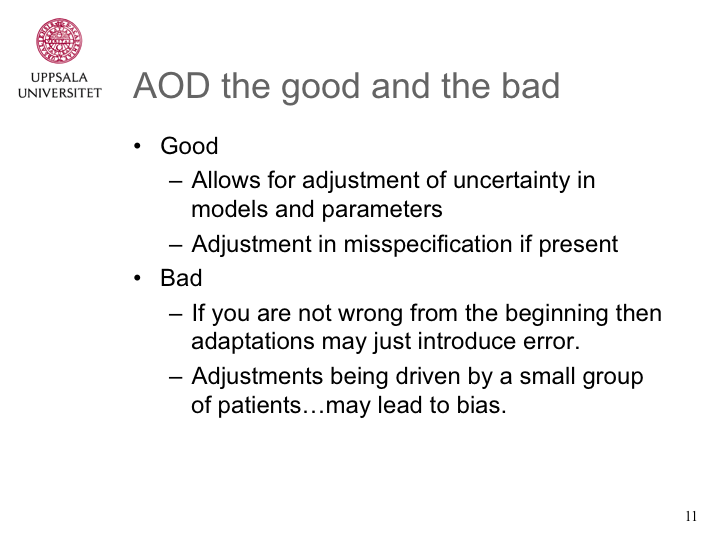 UPPSALA
UNIVERSITET
AOD the good and the bad
• Good
– Allows for adjustment of uncertainty in
models and parameters
– Adjustment in misspecification if present
• Bad
– If you are not wrong from the beginning then
adaptations may just introduce error.
– Adjustments being driven by a small group
of patients…may lead to bias.
11